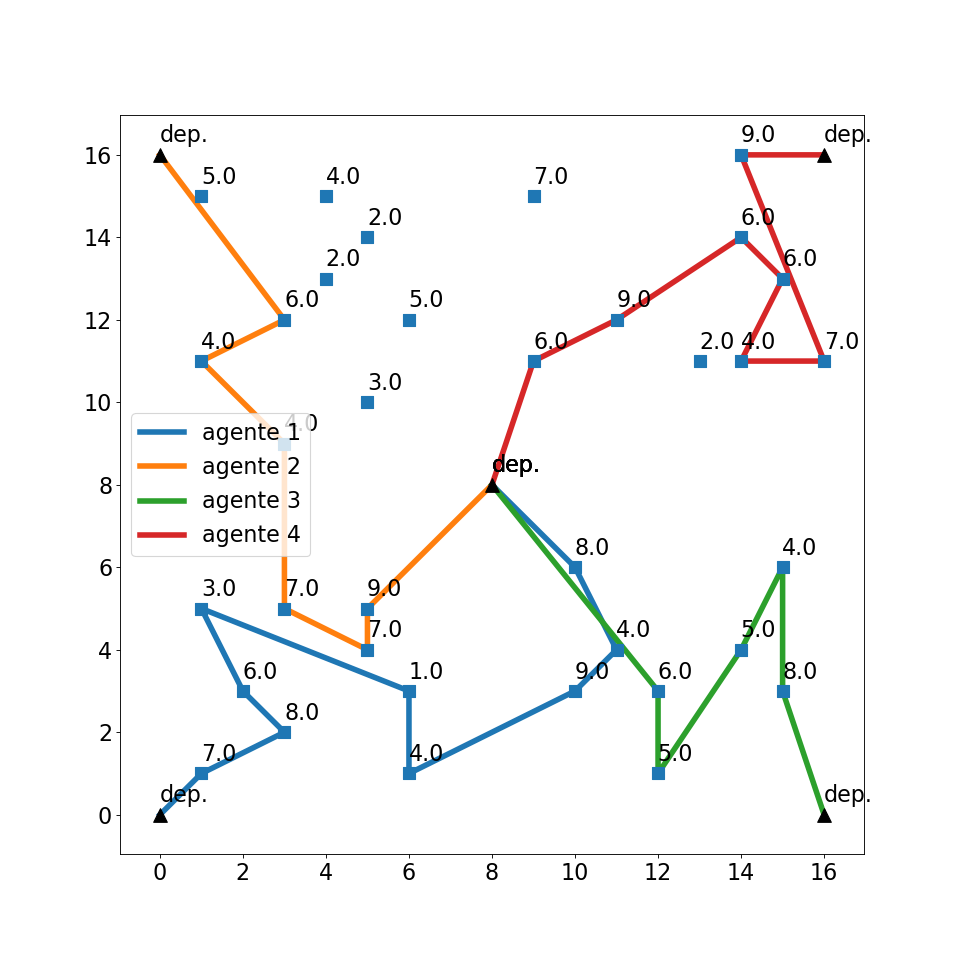 dep. 9.0 dep.
16
5.0 4.0 7.0
2.0 6.0
14
2.0 6.0
6.0 5.0 9.0
12
4.0 6.0 2.0 4.0 7.0
3.0
10
4.0
agente 1
agente 2
agente 3
agente 4
dep.
8
8.0 4.0
6
3.0 7.0 9.0
7.0 4.0 5.0
4
6.0 1.0 9.0 6.0 8.0
8.0
2
7.0 4.0 5.0
dep. dep.
0
0 2 4 6 8 10 12 14 16